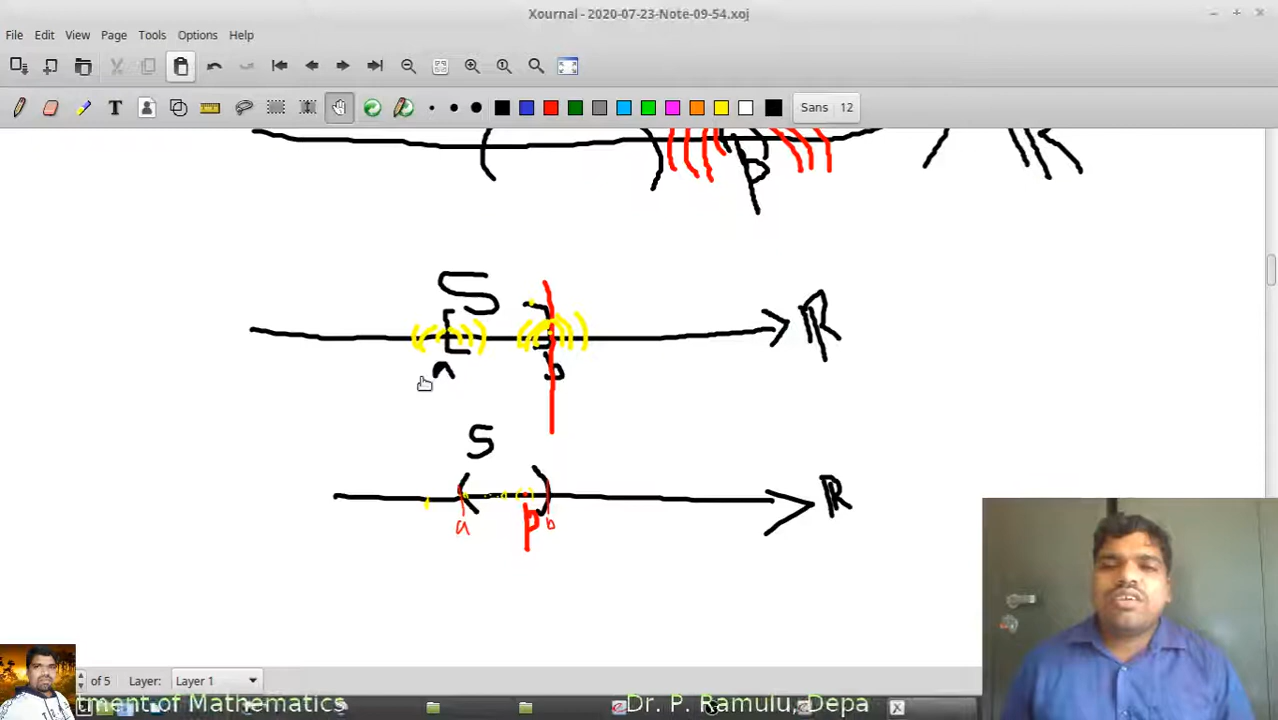 Xournal - 2020-07-23-Note-09-54.xoj
File Edit View Page Tools Options Help
Sans 12
P ℝ
S
ℝ
a b
S
ℝ
a P b
of 5 Layer: Layer 1
tment of Mathematics Dr. P. Ramulu, Depa